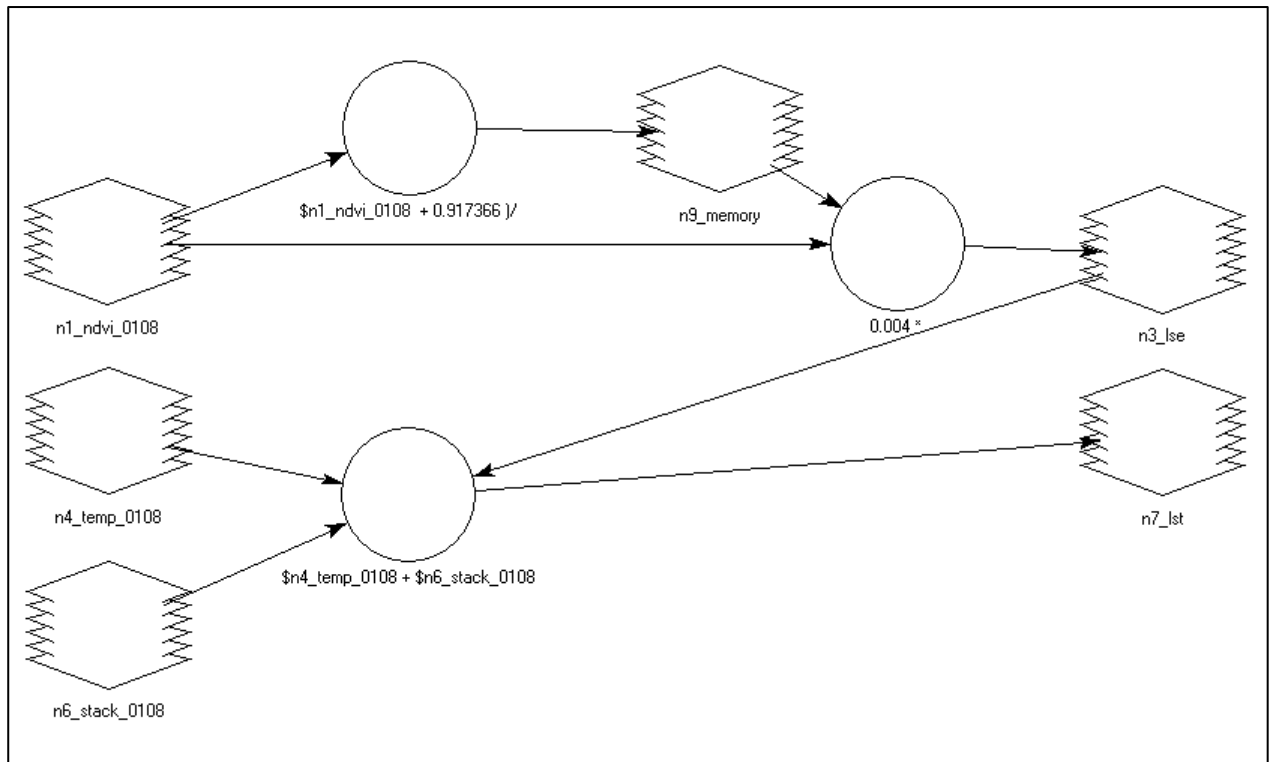 $n1_ndvi_0108  + 0.917366 )/
n9_memory
n1_ndvi_0108
0.004 *
n3_lse
n4_temp_0108
n7_lst
$n4_temp_0108 + $n6_stack_0108
n6_stack_0108